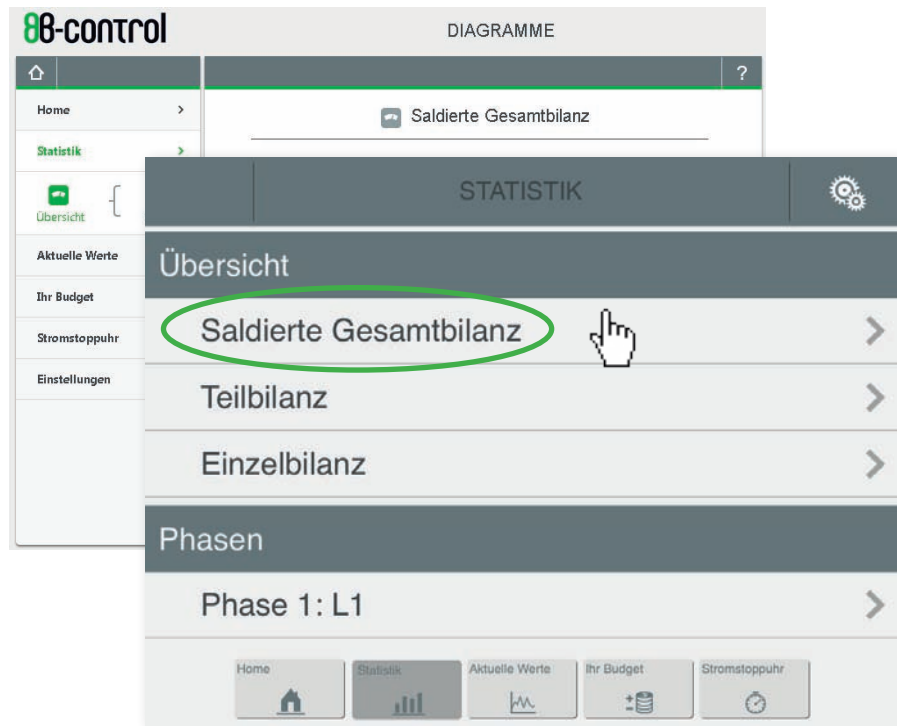 BB-control
DIAGRAMME
?
Home
Saldierte Gesamtbilanz
Statistik
Übersicht
Aktuelle Werte
Ihr Budget
Stromstoppuhr
Einstellungen
STATISTIK
Übersicht
Saldierte Gesamtbilanz
Teilbilanz
Einzelbilanz
Phasen
Phase 1: L1
Home
Statistik
Aktuelle Werte
Ihr Budget
Stromstoppuhr